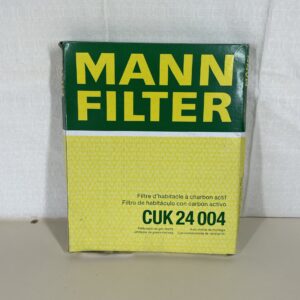 MANN
FILTER
Filtre d'habitacle à charbon actif
Filtro de habitáculo con carbón activo
CUK 24 004